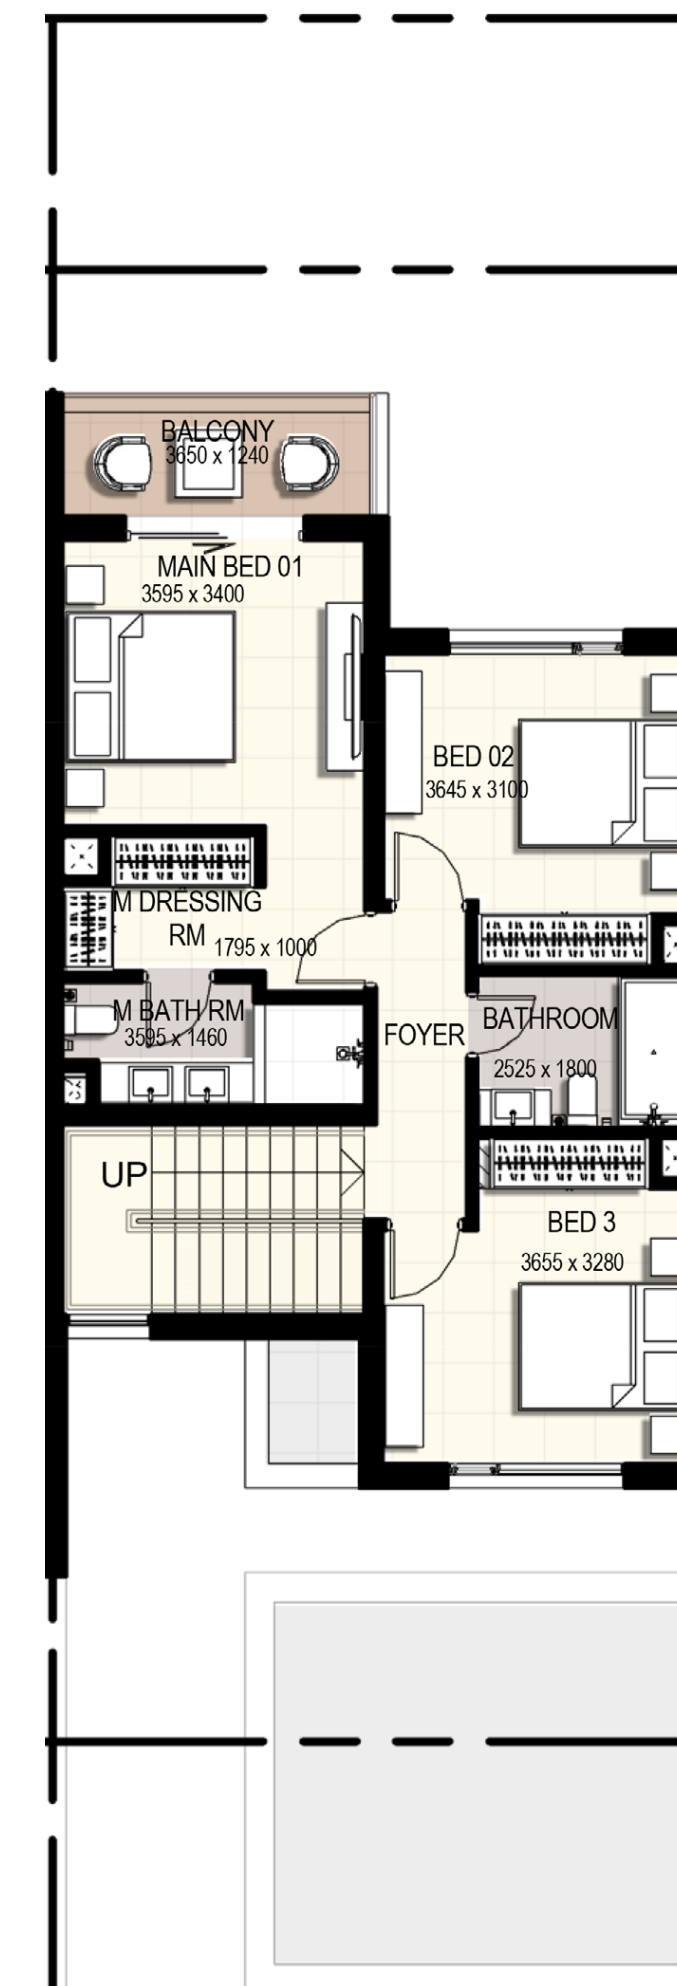 BALCONY
3650 x 1240
MAIN BED 01
3595 x 3400
BED 02
3645 x 3100
M DRESSING
RM 1795 x 1000
M BATH RM
3595 x 1460
FOYER
BATHROOM
2525 x 1800
UP
BED 3
3655 x 3280